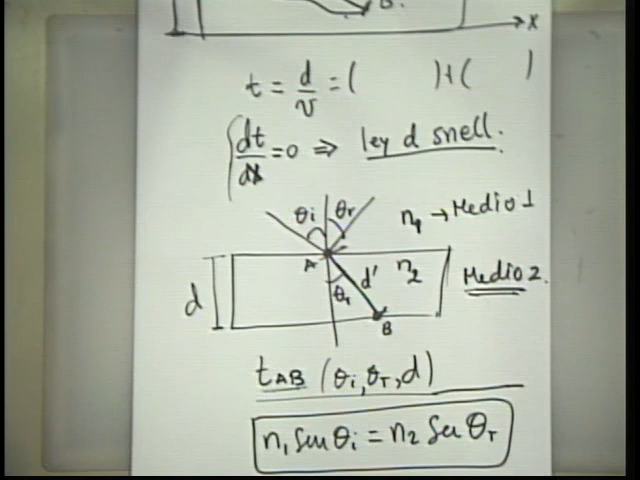 B.
x
t = d/v = ( )+( )
dt/dx = 0 ⇒ ley d snell.
θi θr
n1 → Medio 1
A d' n2 Medio 2.
d θt
B
tAB (θi, θT, d)
n1 sen θi = n2 Sen θT